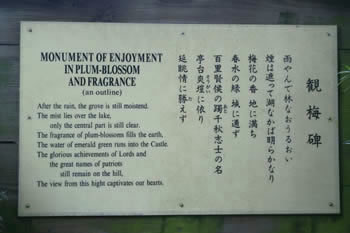 MONUMENT OF ENJOYMENT
IN PLUM-BLOSSOM
AND FRAGRANCE
(an outline)
After the ruin, the grove is still moistend.
The mist lies over the lake,
only the central part is still clear.
The fragrance of plum-blossoms fills the earth,
The water of emerald green runs into the Castle.
The glorious achievements of Lords and
the great names of patriots
still remain on the hill,
The view from this hight captivates our hearts.
観梅碑
雨やんで林なおうるおい
煙は迷って湖なかば明らかなり
梅花の香 地に満ち
春水の緑 城に通ず
百里賢侯の躅千秋志士の名
亭台爽塏に依り
延眺情に勝えず